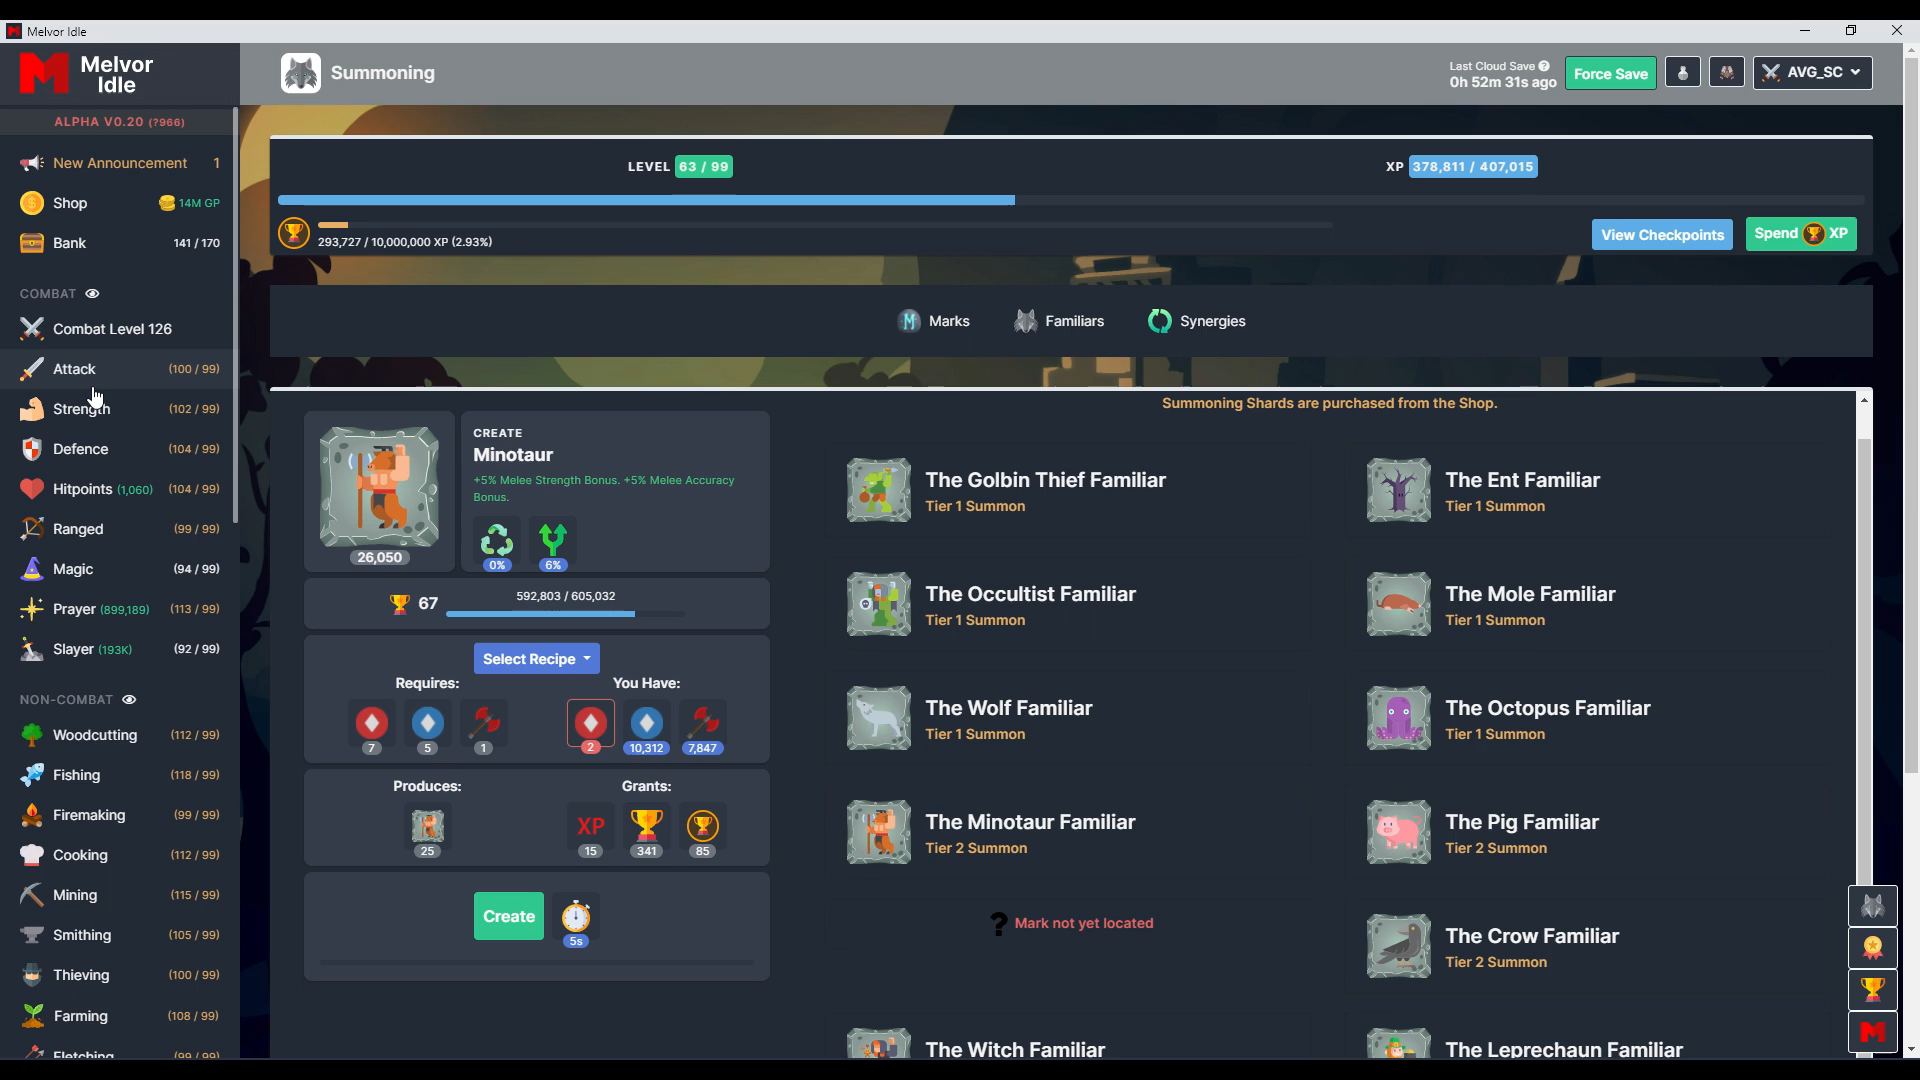 Melvor Idle
Melvor
Idle
Summoning
Last Cloud Save
0h 52m 31s ago
Force Save
AVG_SC
ALPHA V0.20 (?966)
New Announcement 1
Shop 14M GP
Bank 141 / 170
COMBAT
Combat Level 126
Attack (100 / 99)
Strength (102 / 99)
Defence (104 / 99)
Hitpoints (1,060) (104 / 99)
Ranged (99 / 99)
Magic (94 / 99)
Prayer (899,189) (113 / 99)
Slayer (193K) (92 / 99)
NON-COMBAT
Woodcutting (112 / 99)
Fishing (118 / 99)
Firemaking (99 / 99)
Cooking (112 / 99)
Mining (115 / 99)
Smithing (105 / 99)
Thieving (100 / 99)
Farming (108 / 99)
Fletching (99 / 99)
LEVEL 63 / 99
XP 378,811 / 407,015
293,727 / 10,000,000 XP (2.93%)
View Checkpoints
Spend XP
Marks
Familiars
Synergies
CREATE
Minotaur
+5% Melee Strength Bonus. +5% Melee Accuracy
Bonus.
26,050
0%
6%
67
592,803 / 605,032
Select Recipe
Requires:
You Have:
7
5
1
2
10,312
7,847
Produces:
Grants:
XP
25
15
341
85
Create
5s
Summoning Shards are purchased from the Shop.
The Golbin Thief Familiar
Tier 1 Summon
The Ent Familiar
Tier 1 Summon
The Occultist Familiar
Tier 1 Summon
The Mole Familiar
Tier 1 Summon
The Wolf Familiar
Tier 1 Summon
The Octopus Familiar
Tier 1 Summon
The Minotaur Familiar
Tier 2 Summon
The Pig Familiar
Tier 2 Summon
? Mark not yet located
The Crow Familiar
Tier 2 Summon
The Witch Familiar
The Leprechaun Familiar